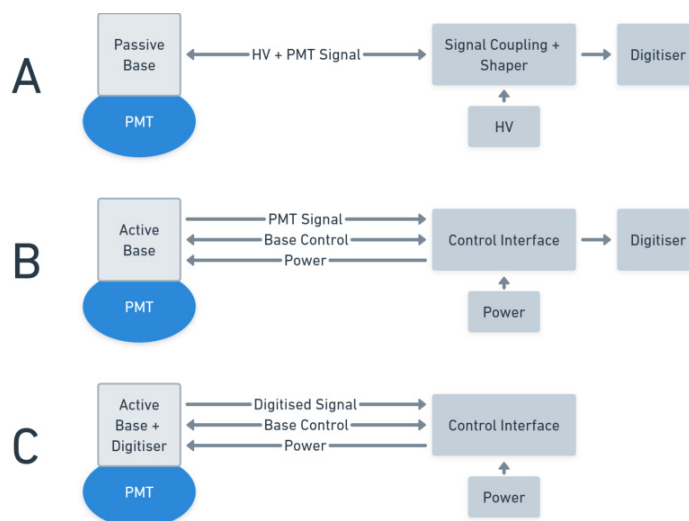 A
Passive
Base
PMT
HV + PMT Signal
Signal Coupling +
Shaper
HV
Digitiser
B
Active
Base
PMT
PMT Signal
Base Control
Power
Control Interface
Power
Digitiser
C
Active
Base +
Digitiser
PMT
Digitised Signal
Base Control
Power
Control Interface
Power